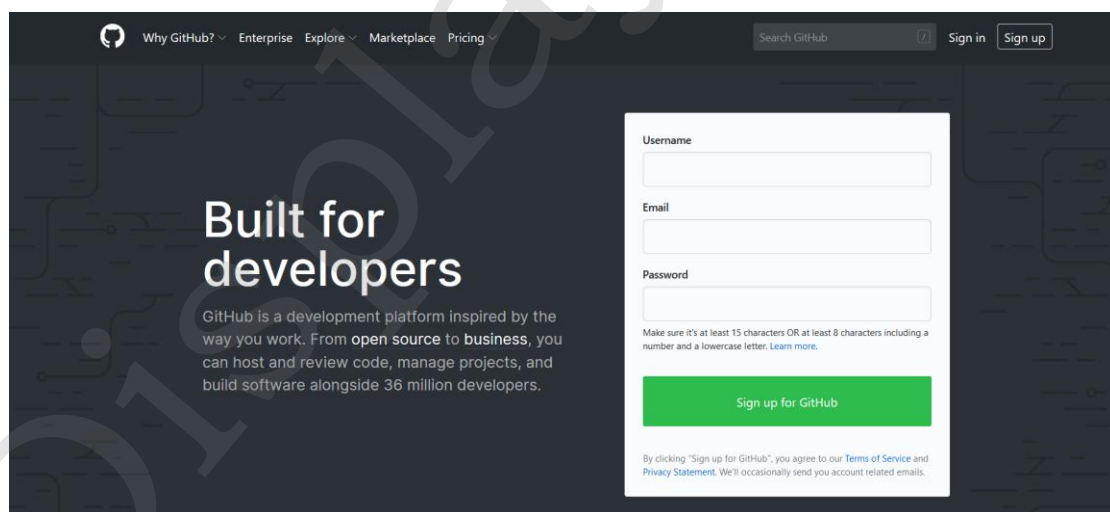 Why GitHub? Enterprise Explore Marketplace Pricing Search GitHub / Sign in Sign up
Built for
developers
GitHub is a development platform inspired by the
way you work. From open source to business, you
can host and review code, manage projects, and
build software alongside 36 million developers.
Username
Email
Password
Make sure it's at least 15 characters OR at least 8 characters including a
number and a lowercase letter. Learn more.
Sign up for GitHub
By clicking "Sign up for GitHub", you agree to our Terms of Service and
Privacy Statement. We'll occasionally send you account related emails.
Display